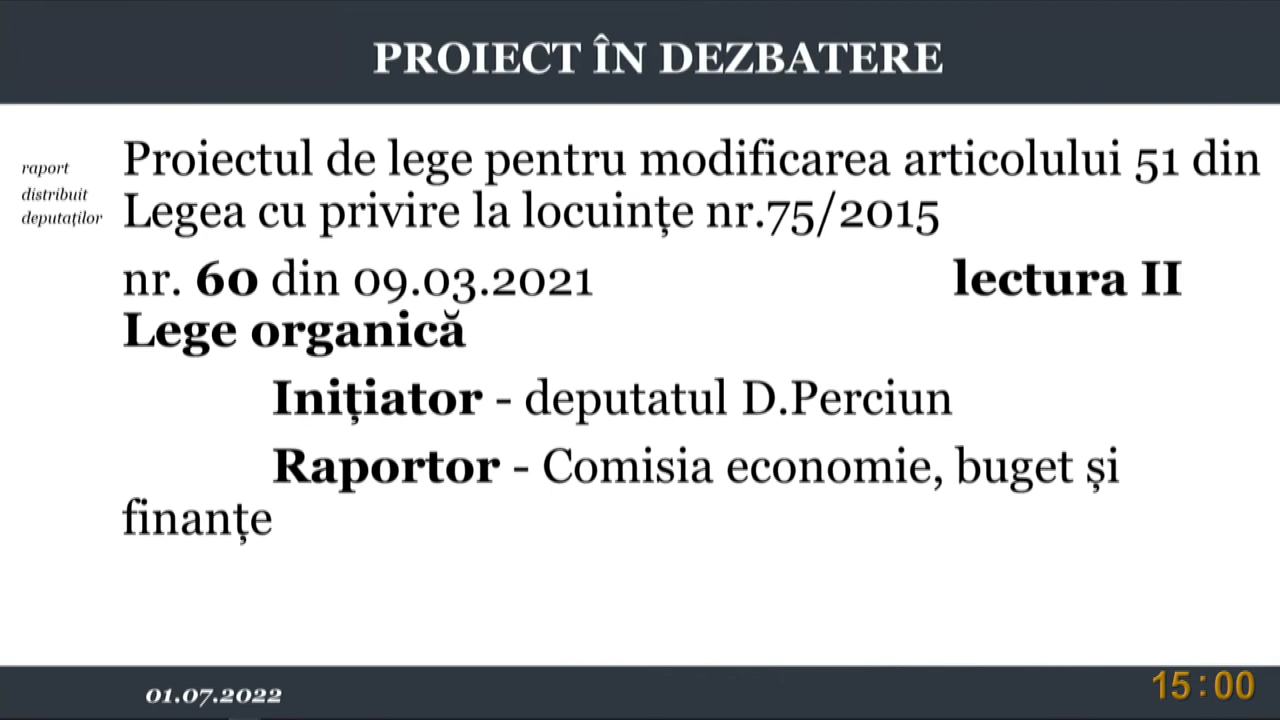 PROIECT ÎN DEZBATERE
raport
distribuit
deputaților
Proiectul de lege pentru modificarea articolului 51 din
Legea cu privire la locuințe nr.75/2015
nr. 60 din 09.03.2021 lectura II
Lege organică
Inițiator - deputatul D.Perciun
Raportor - Comisia economie, buget și
finanțe
01.07.2022
15:00